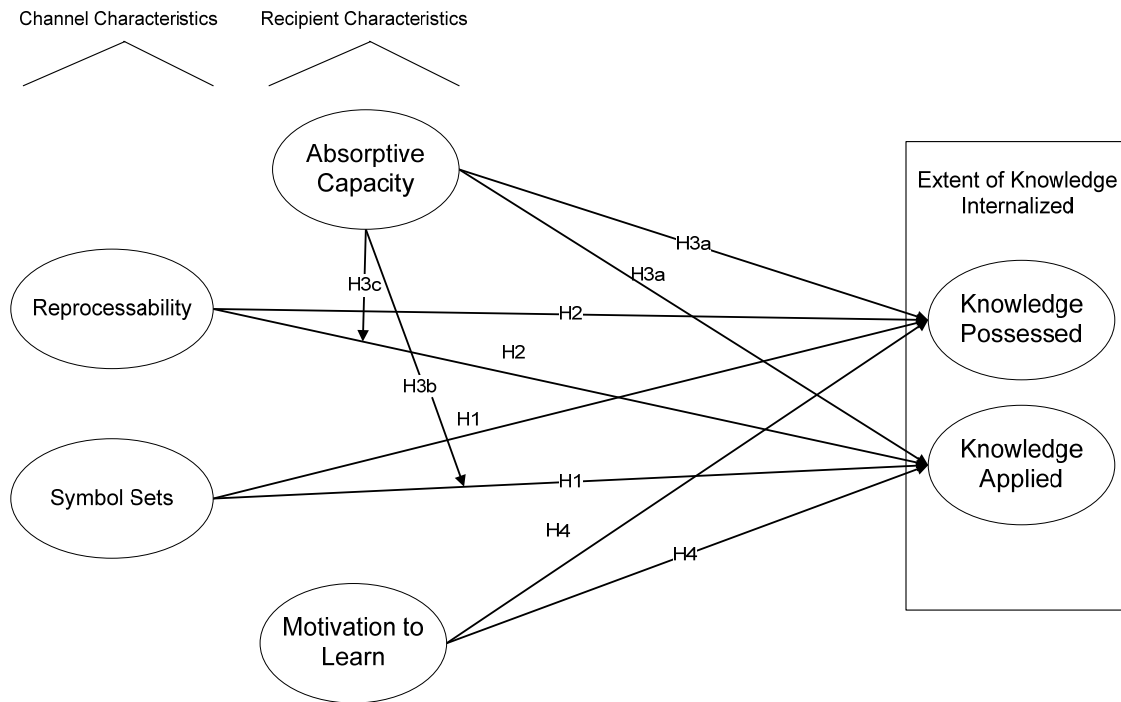 Channel Characteristics
Recipient Characteristics
Absorptive
Capacity
Extent of Knowledge
Internalized
H3a
H3a
H3c
Reprocessability
H2
Knowledge
Possessed
H2
H3b
H1
Knowledge
Applied
Symbol Sets
H1
H4
H4
Motivation to
Learn